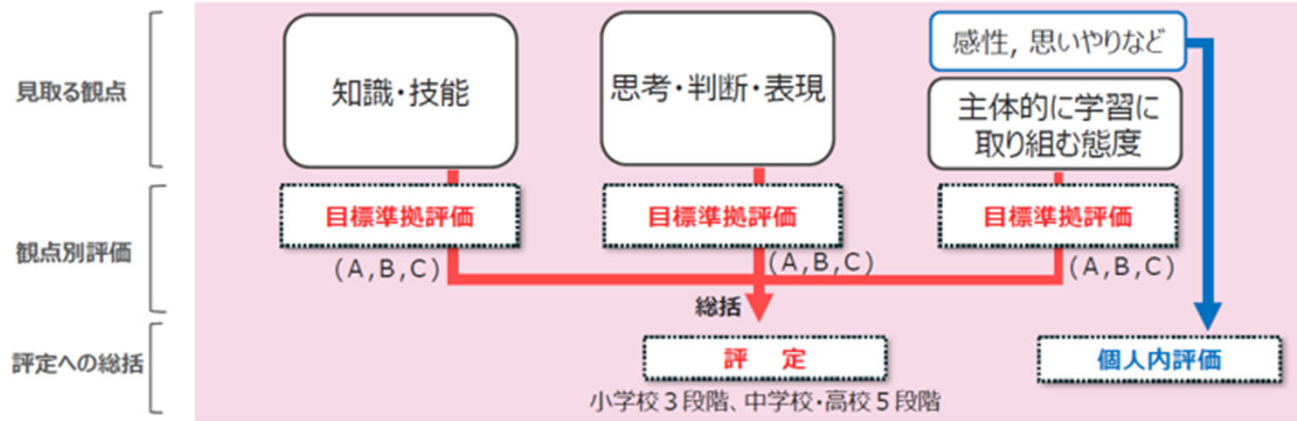 見取る観点
知識・技能
思考・判断・表現
感性, 思いやりなど
主体的に学習に
取り組む態度
観点別評価
目標準拠評価
目標準拠評価
目標準拠評価
(A,B,C)
(A,B,C)
(A,B,C)
総括
評定への総括
評 定
個人内評価
小学校3段階、中学校・高校5段階